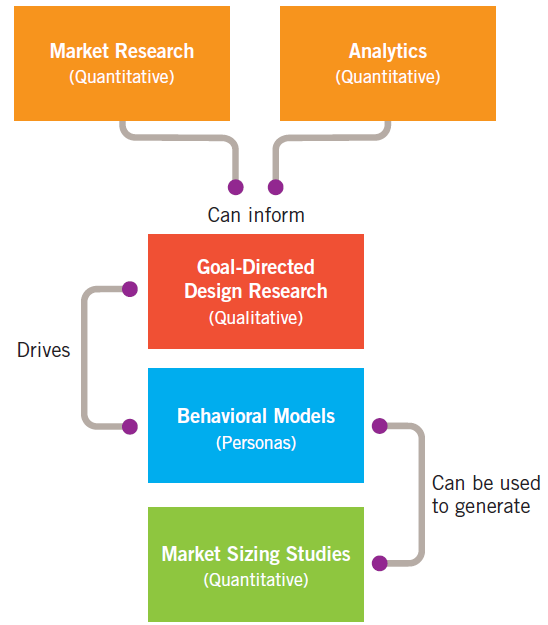 Market Research
(Quantitative)
Analytics
(Quantitative)
Can inform
Goal-Directed
Design Research
(Qualitative)
Drives
Behavioral Models
(Personas)
Can be used
to generate
Market Sizing Studies
(Quantitative)